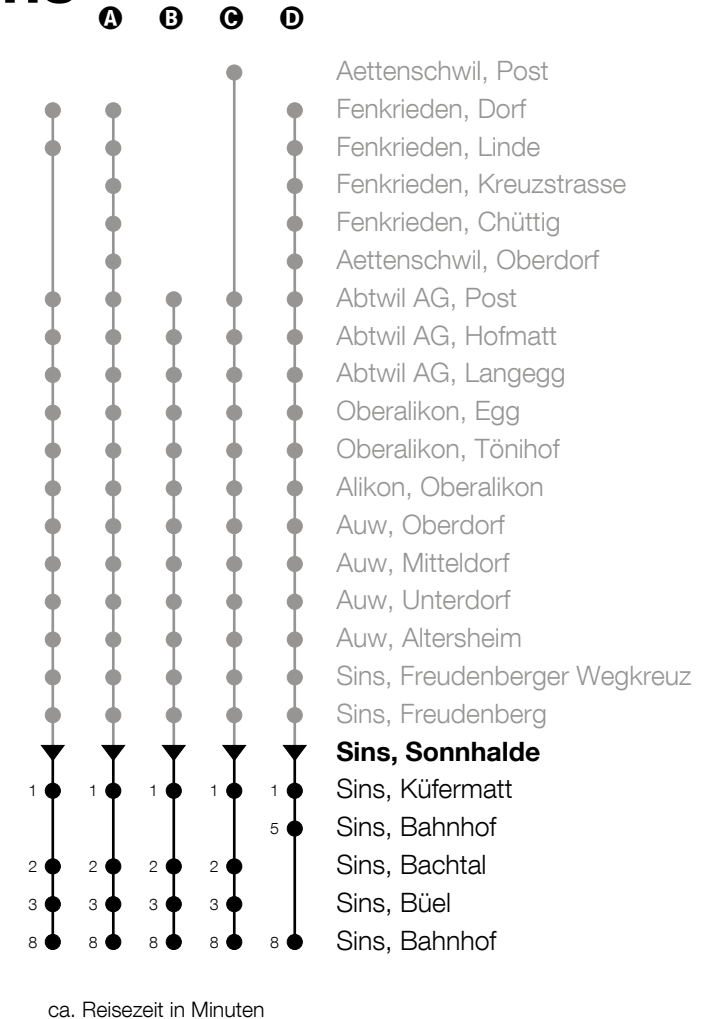 A B C D
Aettenschwil, Post
Fenkrieden, Dorf
Fenkrieden, Linde
Fenkrieden, Kreuzstrasse
Fenkrieden, Chüttig
Aettenschwil, Oberdorf
Abtwil AG, Post
Abtwil AG, Hofmatt
Abtwil AG, Langegg
Oberalikon, Egg
Oberalikon, Tönihof
Alikon, Oberalikon
Auw, Oberdorf
Auw, Mitteldorf
Auw, Unterdorf
Auw, Altersheim
Sins, Freudenberger Wegkreuz
Sins, Freudenberg
Sins, Sonnhalde
1 1 1 1 1 Sins, Küfermatt
5 Sins, Bahnhof
2 2 2 2 Sins, Bachtal
3 3 3 3 Sins, Büel
8 8 8 8 8 Sins, Bahnhof
ca. Reisezeit in Minuten